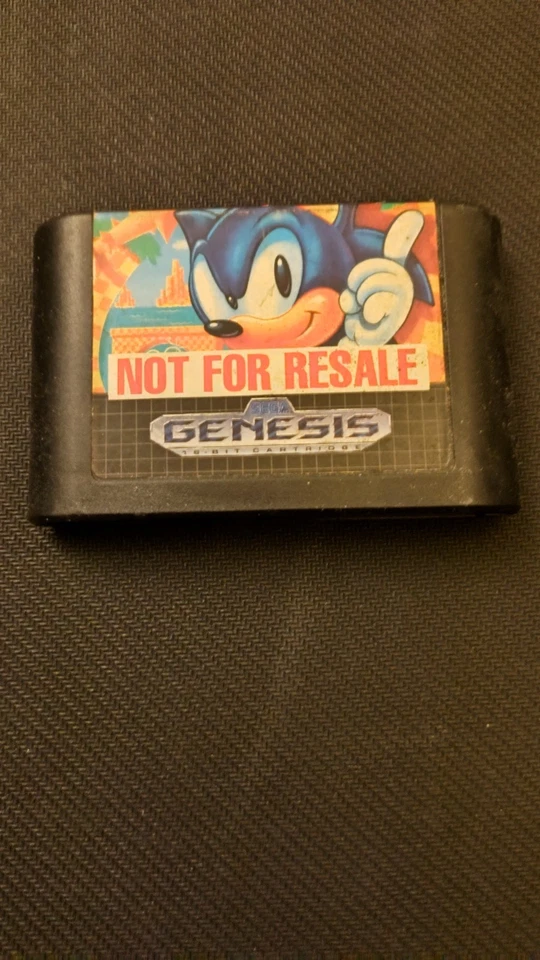 NOT FOR RESALE
SEGA
GENESIS
16-BIT CARTRIDGE